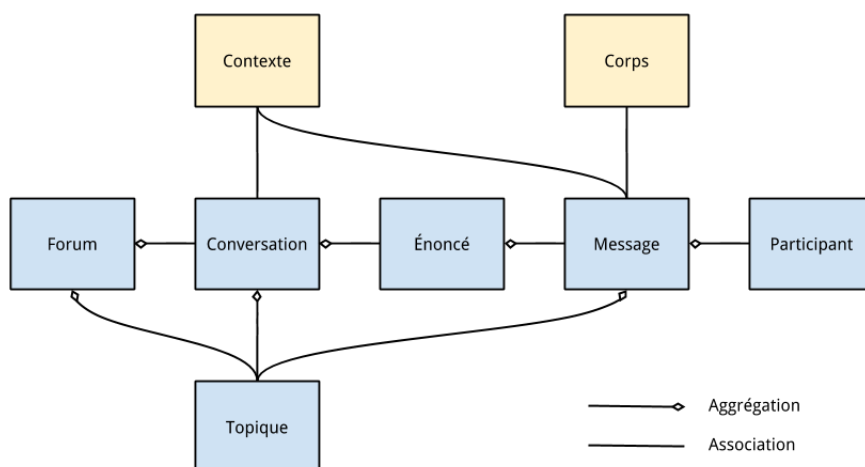 Contexte
Corps
Forum
Conversation
Énoncé
Message
Participant
Topique
Aggrégation
Association